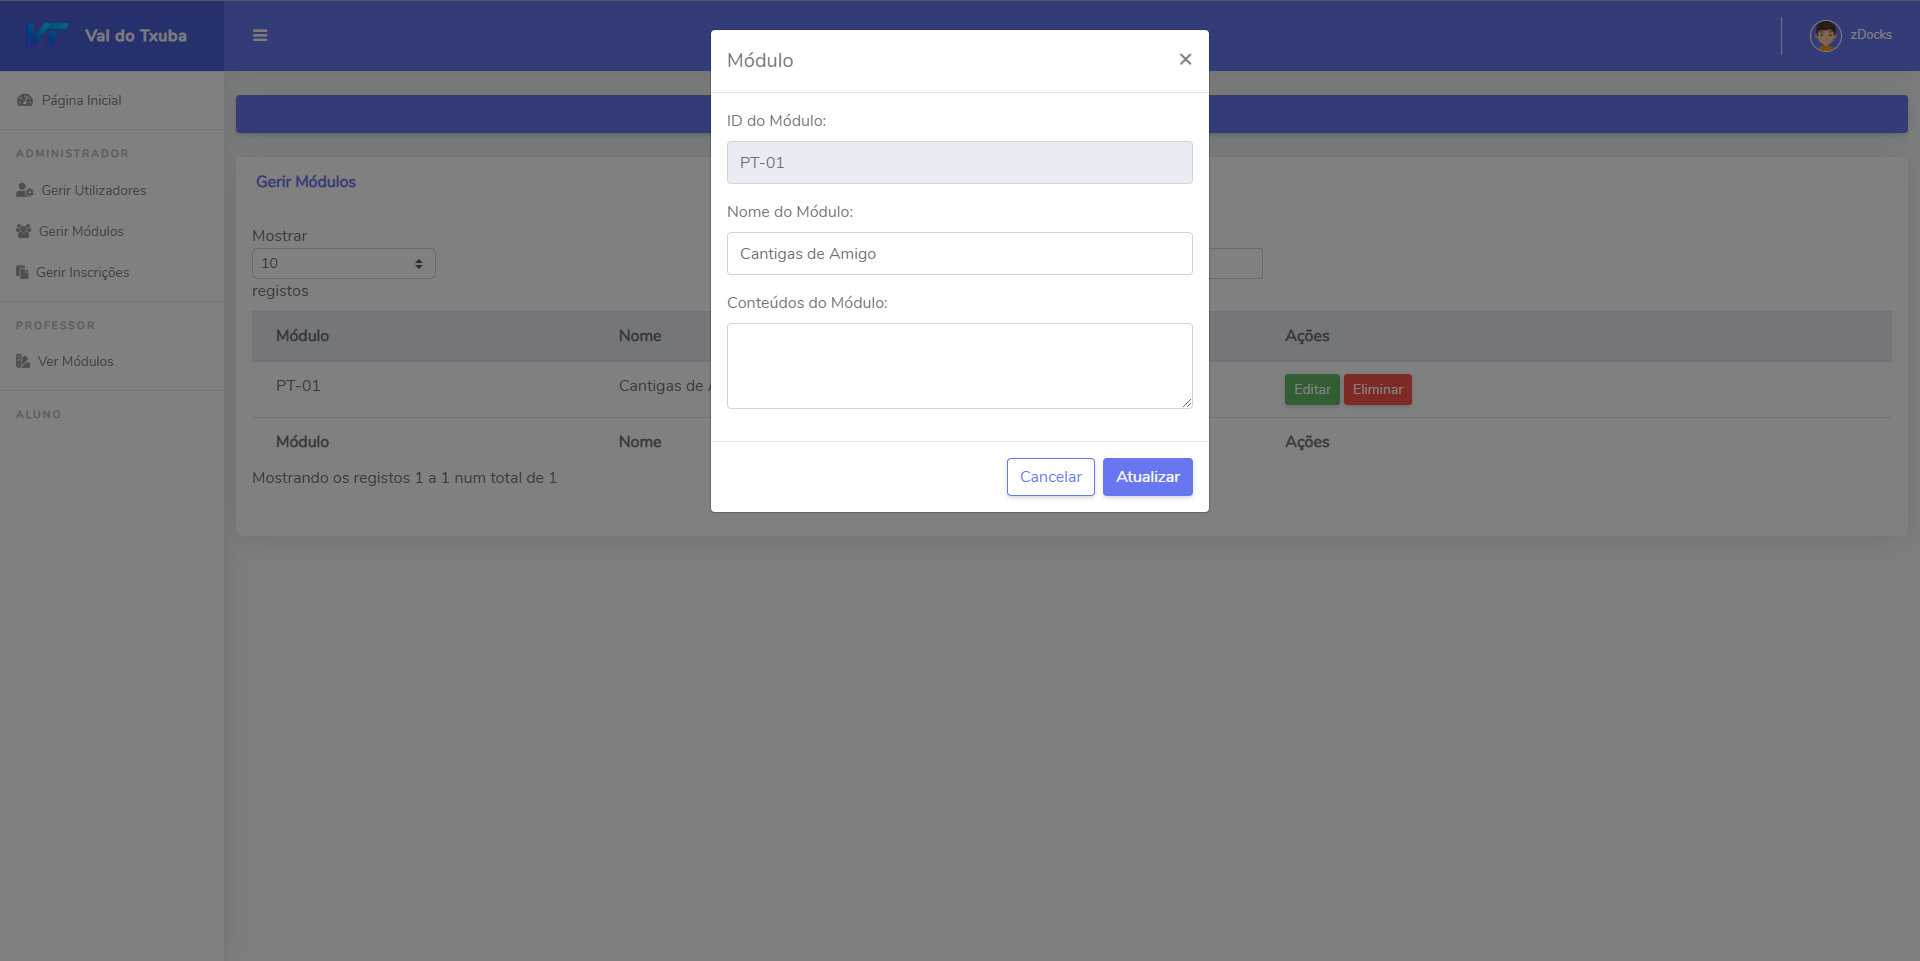 VT Val do Txuba
zDocks
Página Inicial
ADMINISTRADOR
Gerir Utilizadores
Gerir Módulos
Gerir Inscrições
PROFESSOR
Ver Módulos
ALUNO
Gerir Módulos
Mostrar
10
registos
Módulo Nome Ações
PT-01 Cantigas de Editar Eliminar
Módulo Nome Ações
Mostrando os registos 1 a 1 num total de 1
Módulo ×
ID do Módulo:
PT-01
Nome do Módulo:
Cantigas de Amigo
Conteúdos do Módulo:
Cancelar Atualizar